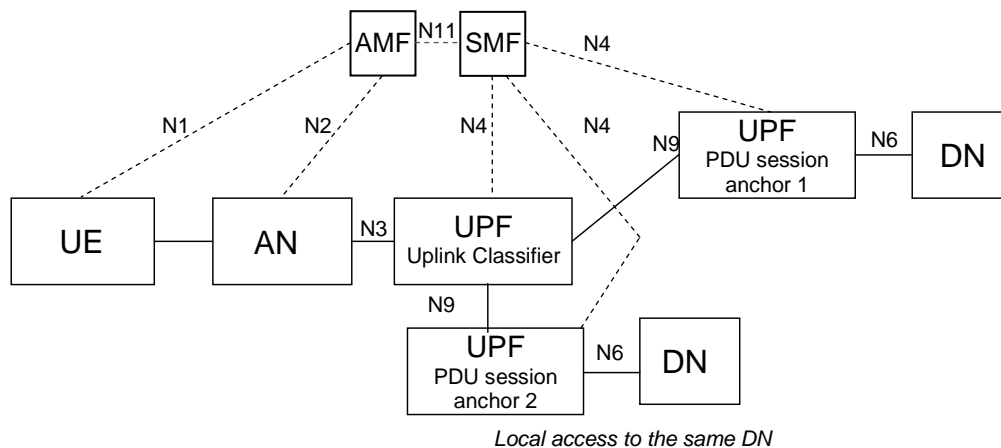 AMF
N11
SMF
N4
N1
N2
N4
N4
UPF
PDU session
anchor 1
N9
N6
DN
UE
AN
N3
UPF
Uplink Classifier
N9
UPF
PDU session
anchor 2
N6
DN
Local access to the same DN